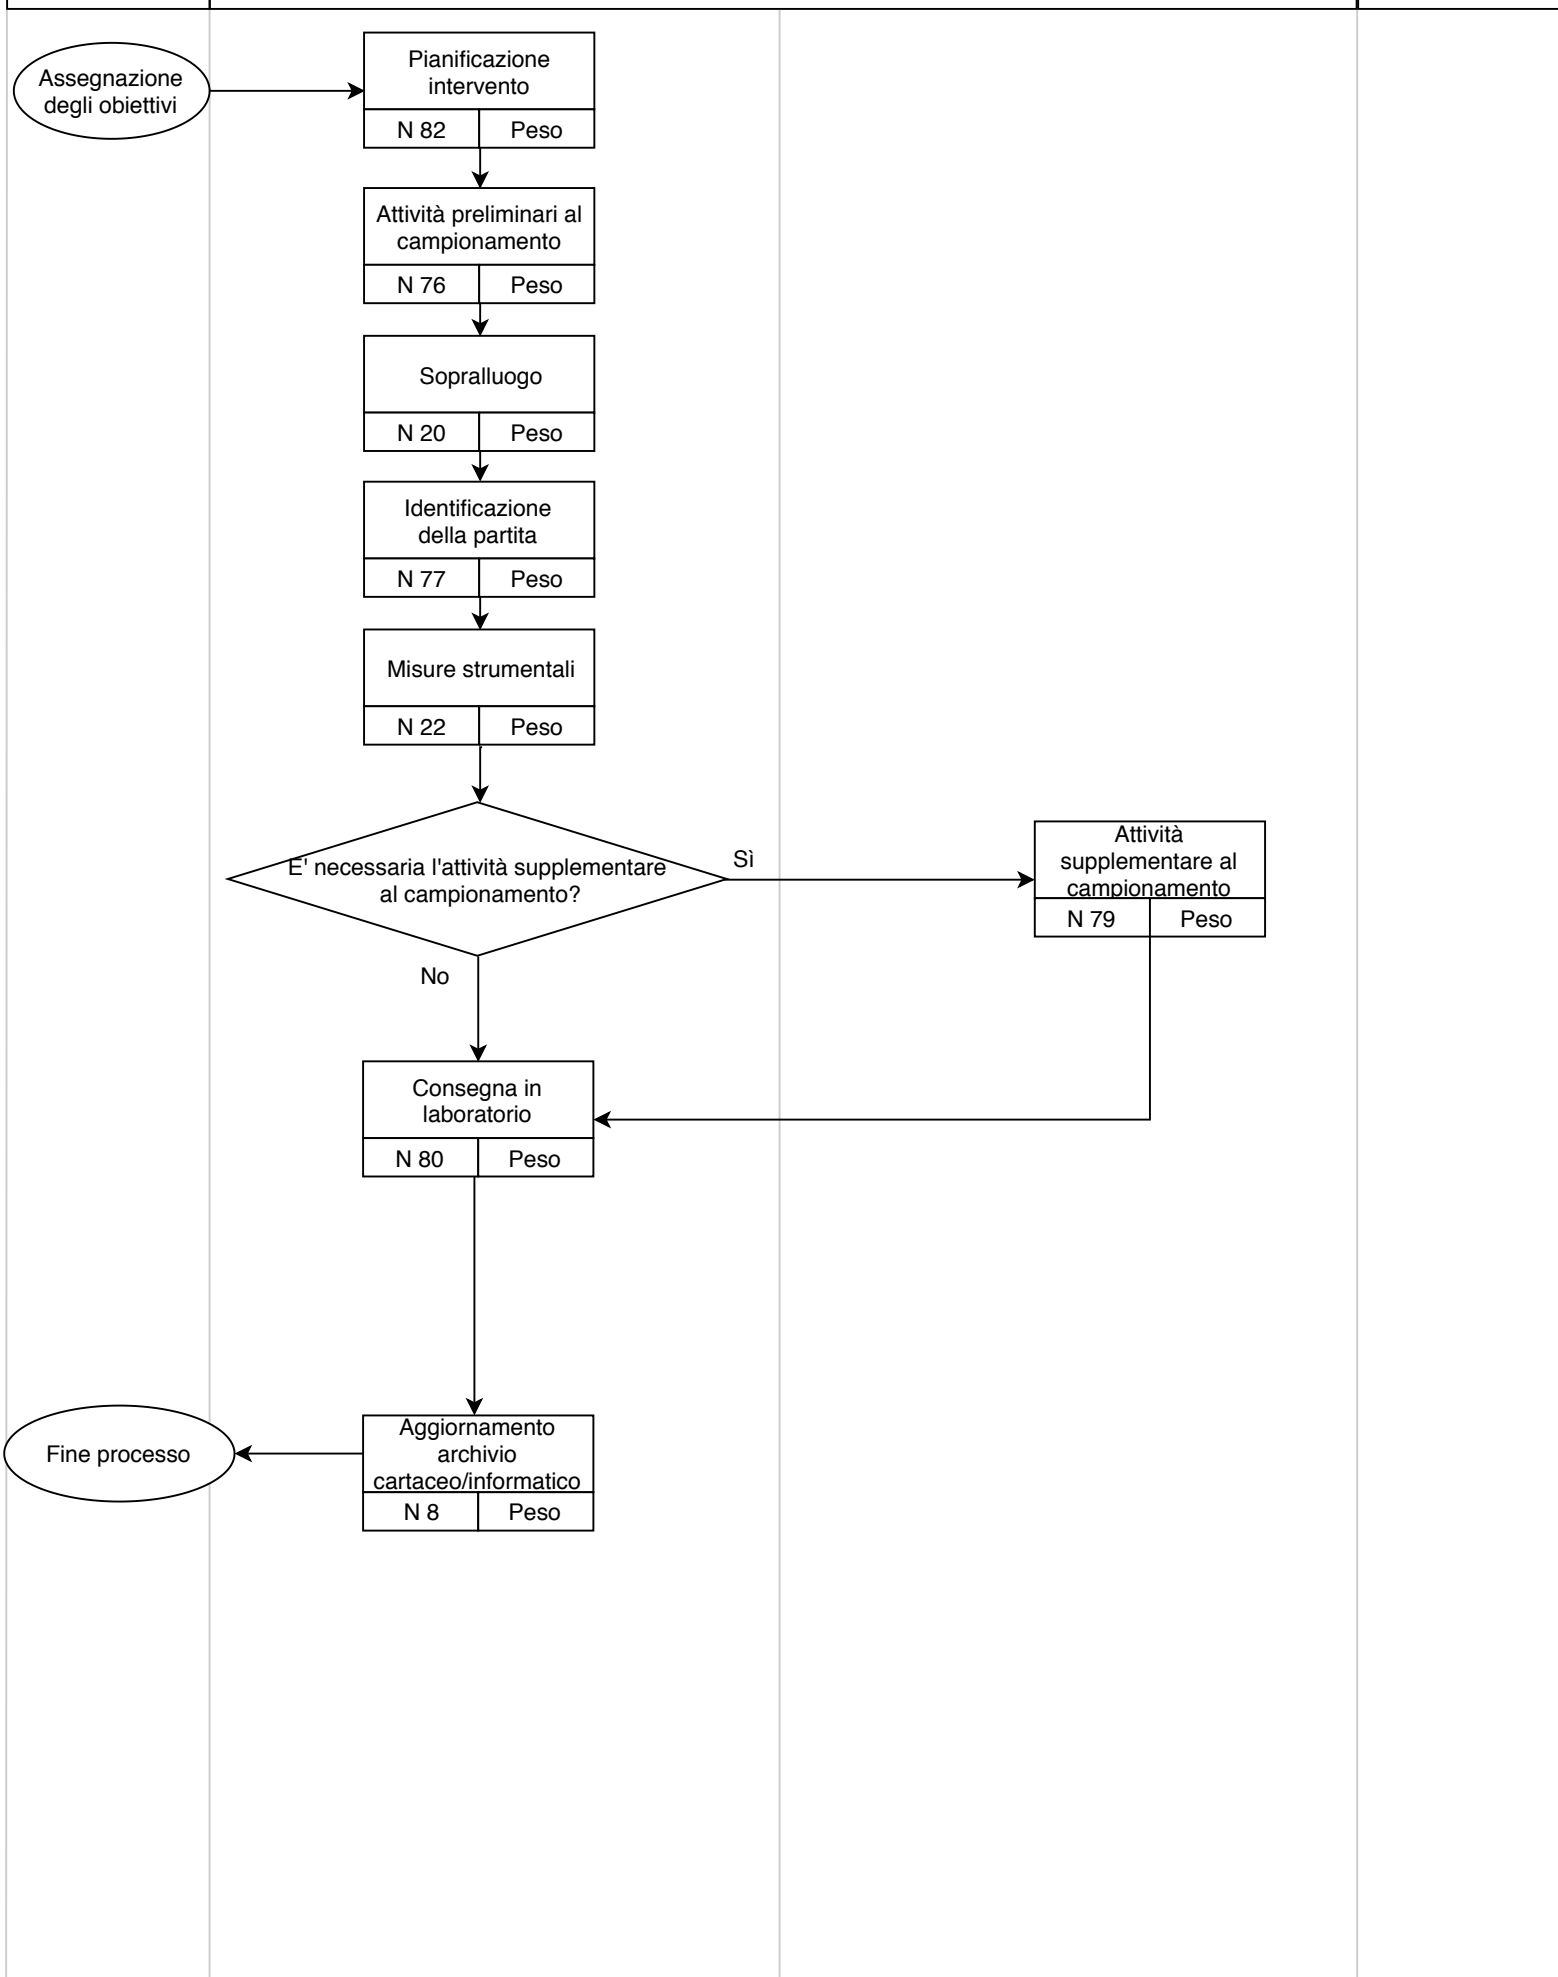 Assegnazione
degli obiettivi
Pianificazione
intervento
N 82 Peso
Attività preliminari al
campionamento
N 76 Peso
Sopralluogo
N 20 Peso
Identificazione
della partita
N 77 Peso
Misure strumentali
N 22 Peso
E' necessaria l'attività supplementare
al campionamento?
Sì
Attività
supplementare al
campionamento
N 79 Peso
No
Consegna in
laboratorio
N 80 Peso
Fine processo
Aggiornamento
archivio
cartaceo/informatico
N 8 Peso